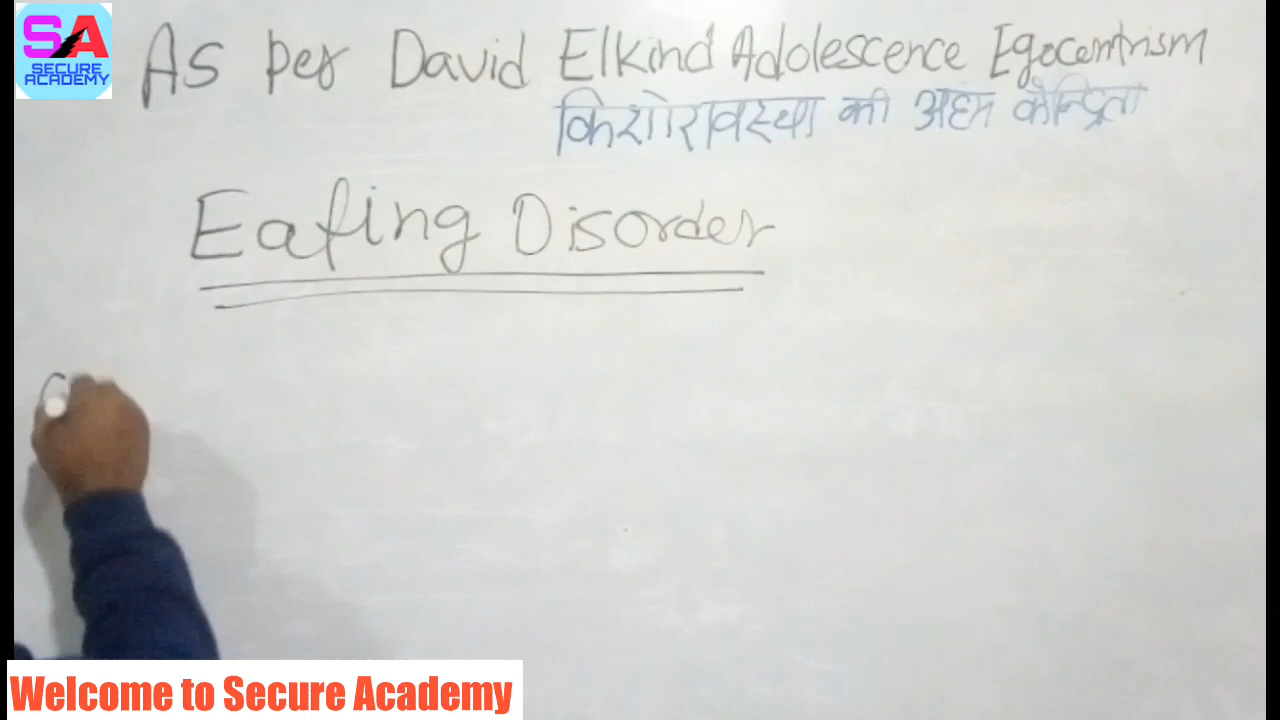 SA
SECURE
ACADEMY
As per David Elkind Adolescence Egocentrism
किशोरावस्था की अहम केन्द्रिता
Eating Disorder
Welcome to Secure Academy